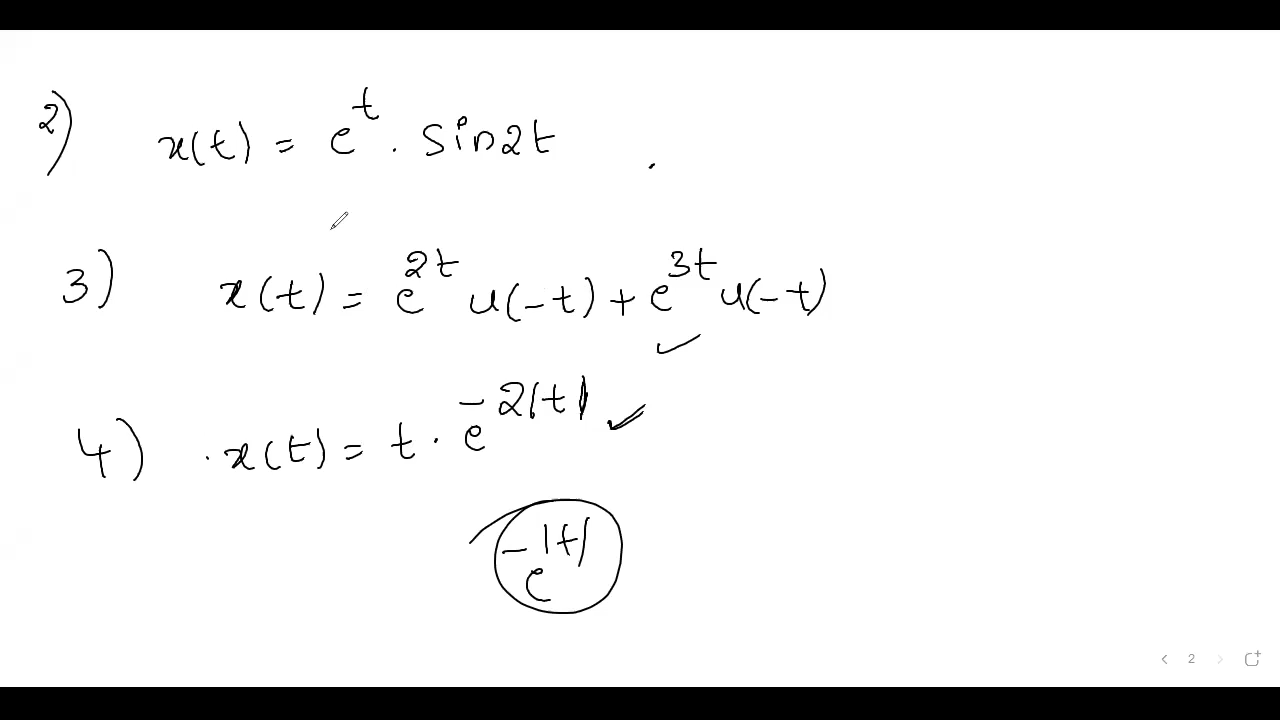 2) x(t) = e^t . sin2t .
3) x(t) = e^2t u(-t) + e^3t u(-t)
4) . x(t) = t . e^-2|t|
e^-|t|
2